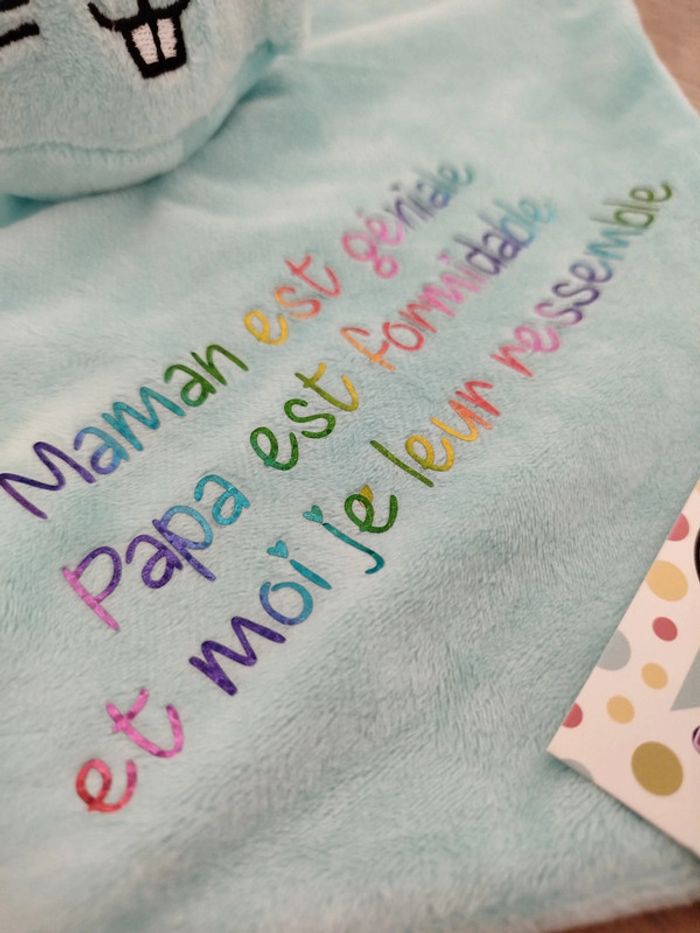 Maman est géniale
Papa est formidable
et moi je leur ressemble